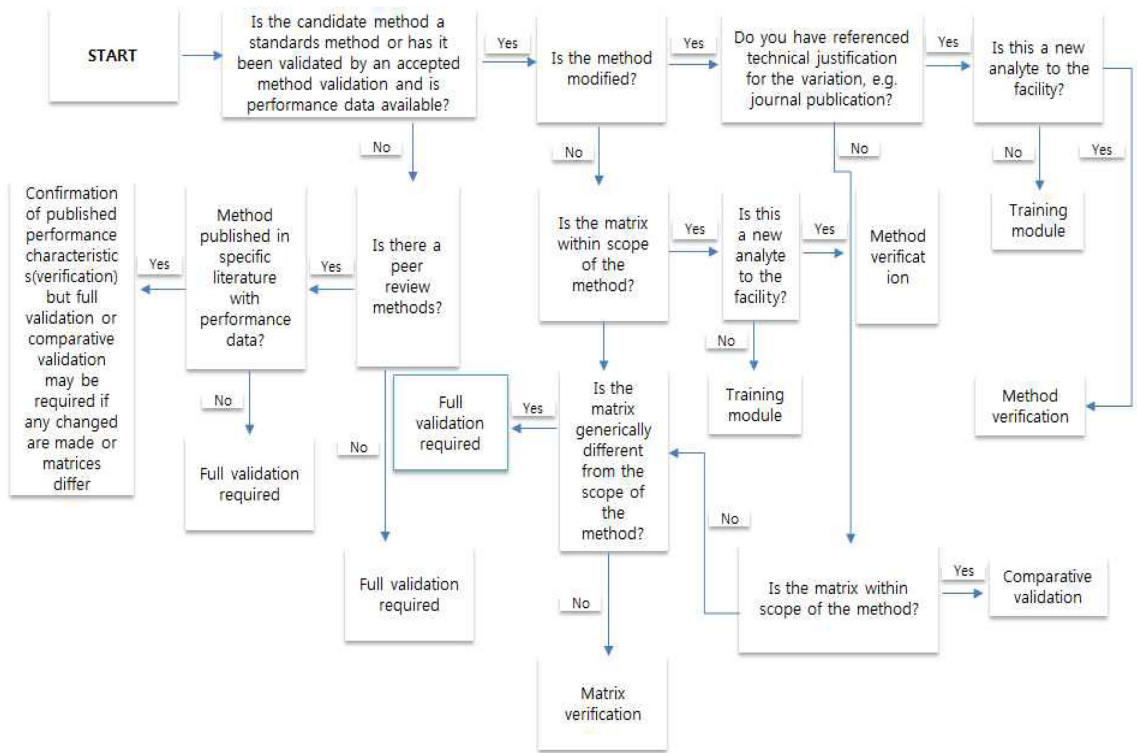 START
Is the candidate method a
standards method or has it
been validated by an accepted
method validation and is
performance data available?
Yes
Is the method
modified?
Yes
Do you have referenced
technical justification
for the variation, e.g.
journal publication?
Yes
Is this a new
analyte to the
facility?
No
No
No
No
Yes
Confirmation
of published
performance
characteristic
s(verification)
but full
validation or
comparative
validation
may be
required if
any changed
are made or
matrices
differ
Yes
Method
published in
specific
literature
with
performance
data?
Yes
Is there a
peer
review
methods?
Is the matrix
within scope
of the
method?
Yes
Is this
a new
analyte
to the
facility?
Yes
Method
verificat
ion
Training
module
No
No
No
Full validation
required
Full
validation
required
Yes
Is the
matrix
generically
different
from the
scope of
the
method?
Training
module
Method
verification
Full validation
required
No
No
Is the matrix within
scope of the method?
Yes
Comparative
validation
Matrix
verification